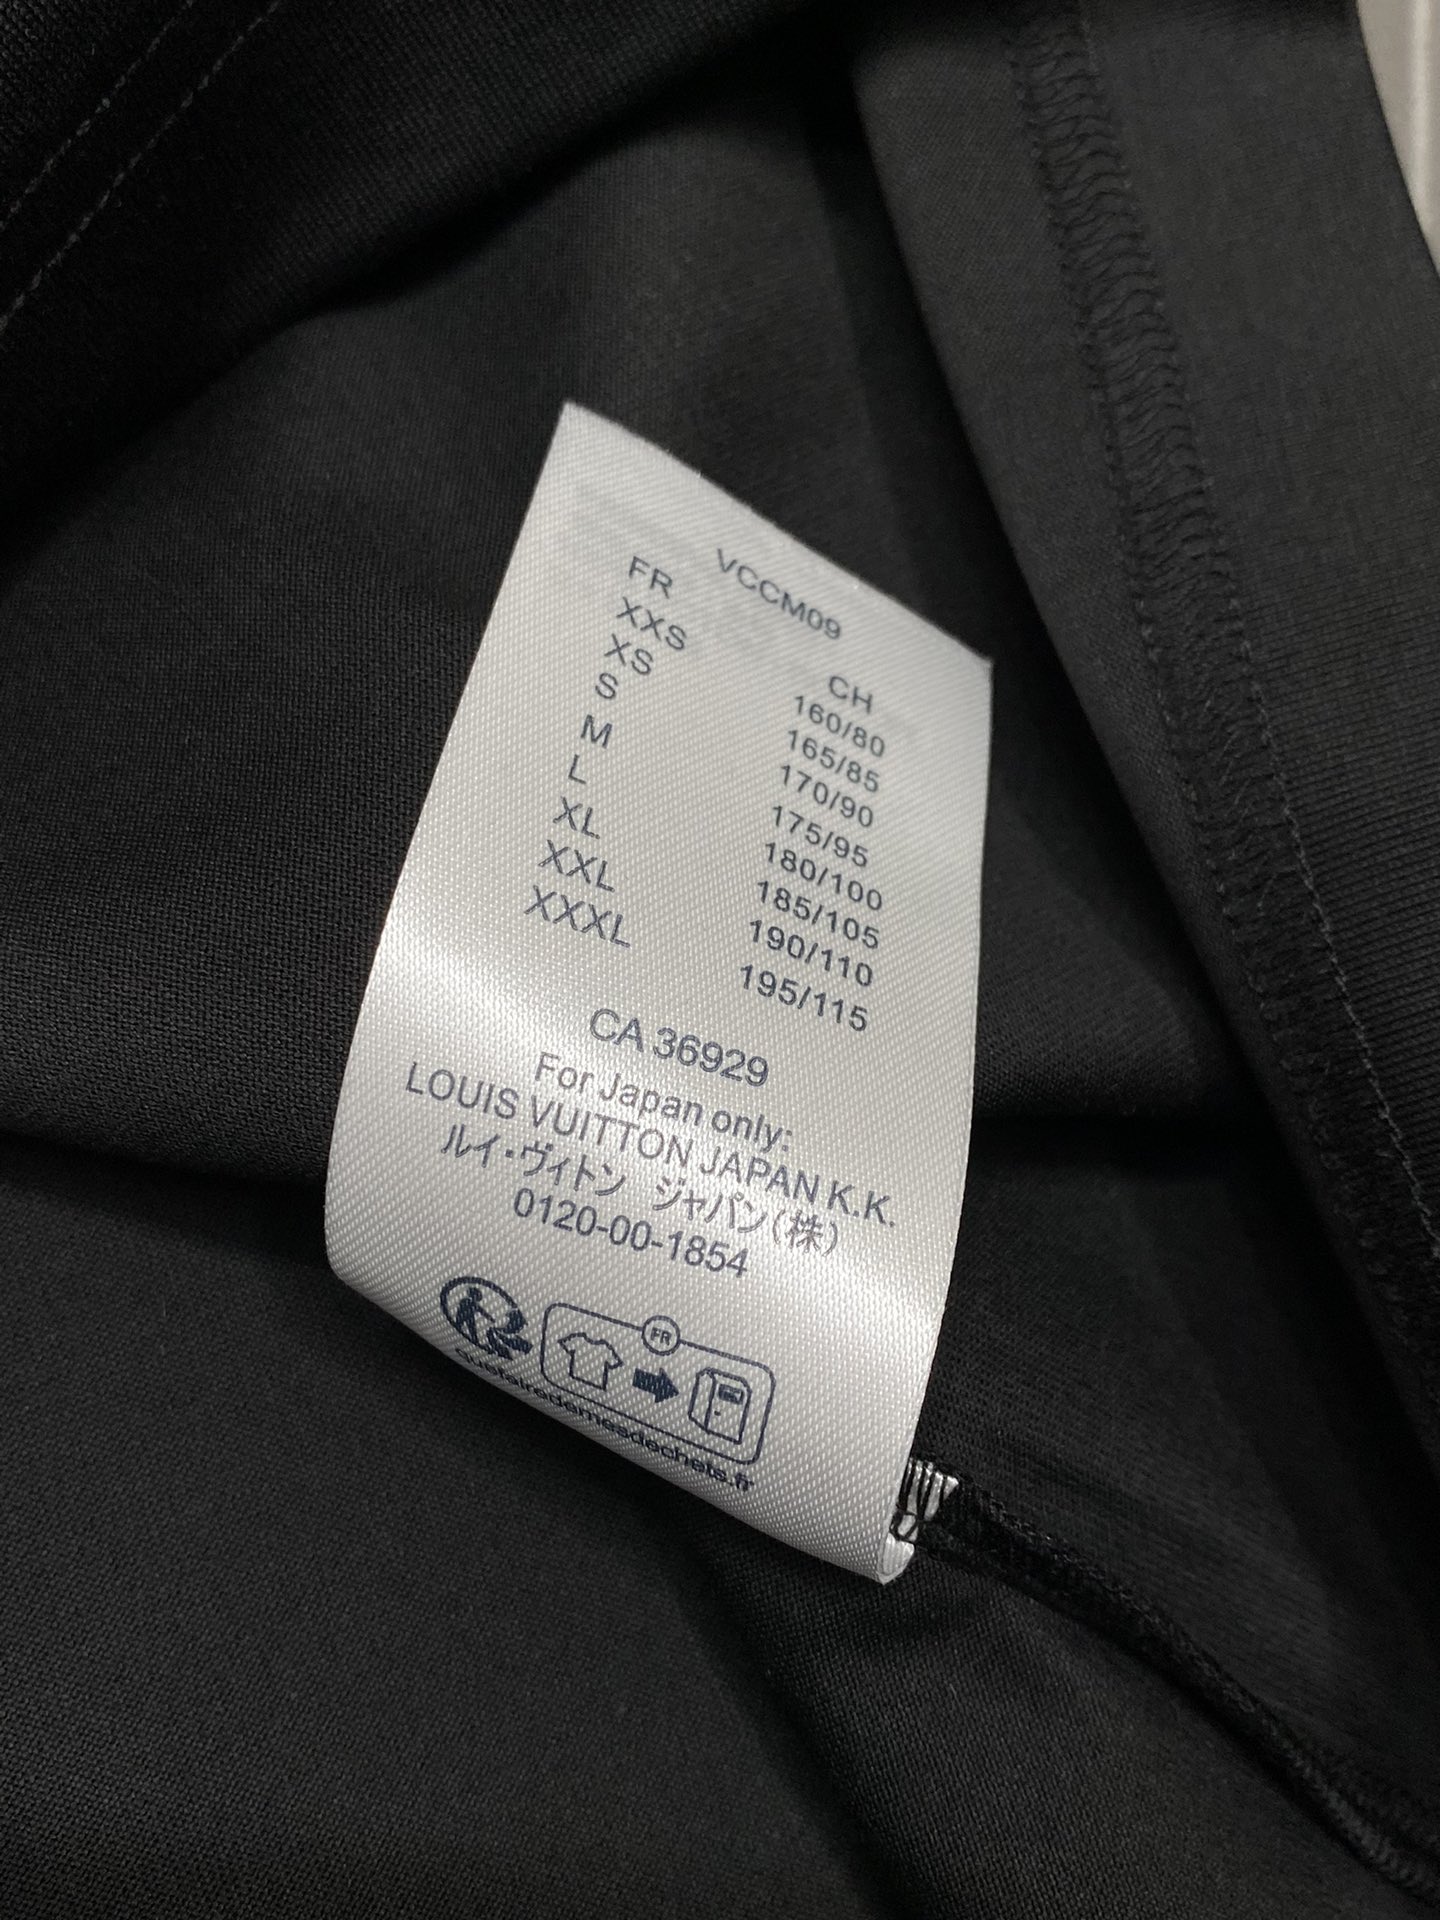 VCCM09
FR CH
XXS 160/80
XS 165/85
S 170/90
M 175/95
L 180/100
XL 185/105
XXL 190/110
XXXL 195/115
CA 36929
For Japan only:
LOUIS VUITTON JAPAN K.K.
ルイ・ヴィトン ジャパン(株)
0120-00-1854
FR
quefairedemesdechets.fr